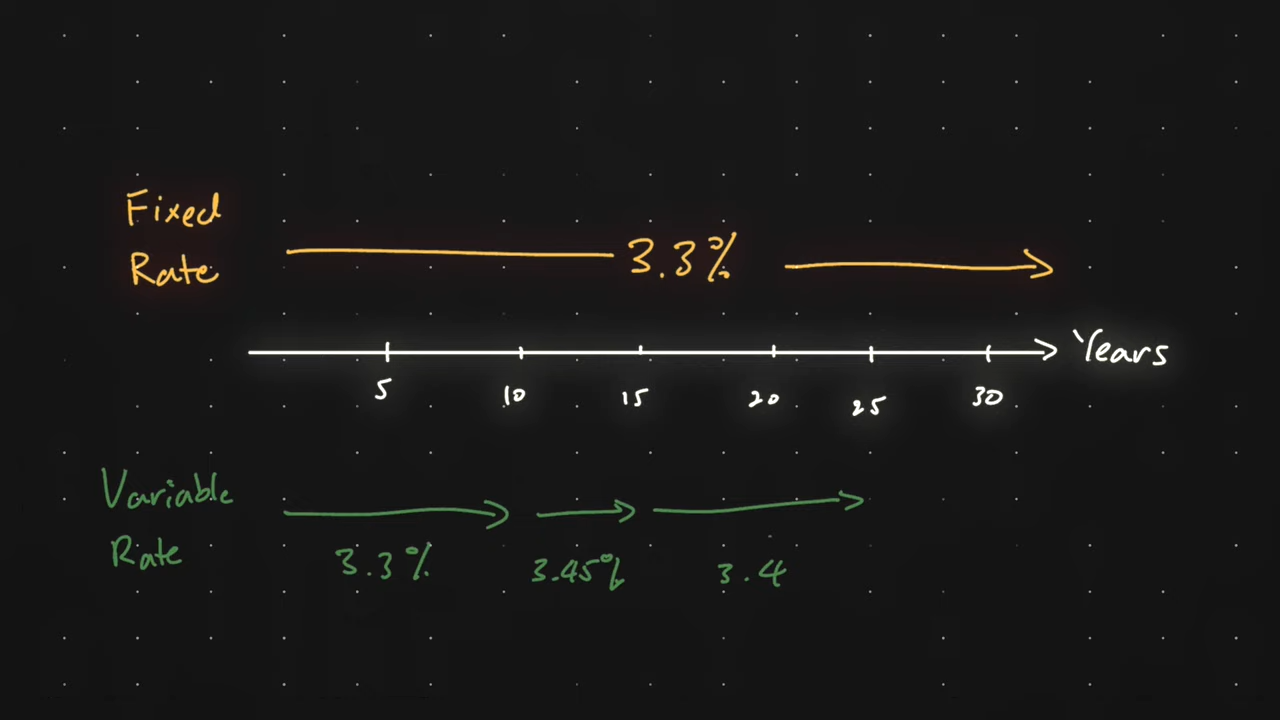 Fixed
Rate
3.3%
Years
5 10 15 20 25 30
Variable
Rate
3.3% 3.45% 3.4